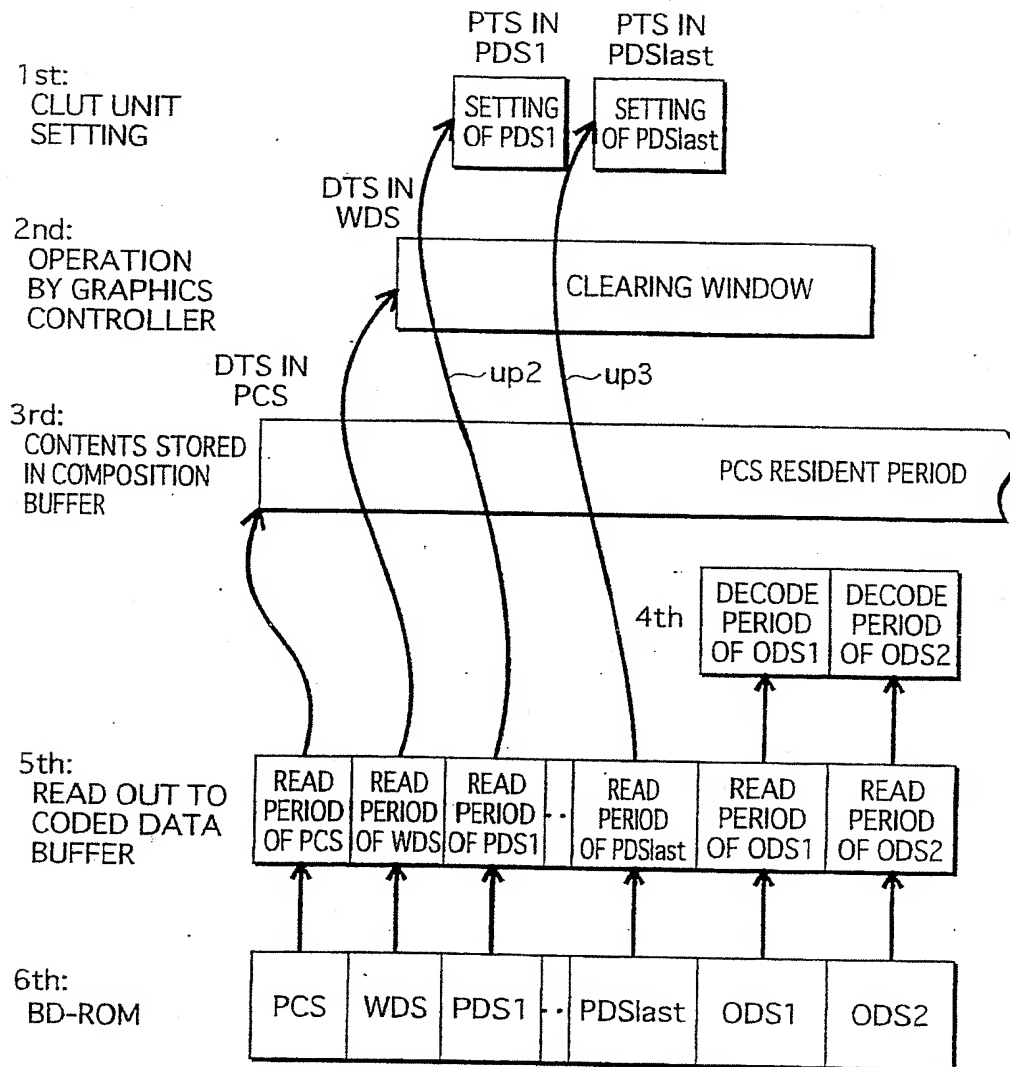 PTS IN
PDS1
PTS IN
PDSlast
1st:
CLUT UNIT
SETTING
SETTING
OF PDS1
SETTING
OF PDSlast
DTS IN
WDS
2nd:
OPERATION
BY GRAPHICS
CONTROLLER
CLEARING WINDOW
DTS IN
PCS
up2
up3
3rd:
CONTENTS STORED
IN COMPOSITION
BUFFER
PCS RESIDENT PERIOD
4th
DECODE
PERIOD
OF ODS1
DECODE
PERIOD
OF ODS2
5th:
READ OUT TO
CODED DATA
BUFFER
READ
PERIOD
OF PCS
READ
PERIOD
OF WDS
READ
PERIOD
OF PDS1
··
READ
PERIOD
OF PDSlast
READ
PERIOD
OF ODS1
READ
PERIOD
OF ODS2
6th:
BD-ROM
PCS
WDS
PDS1
··
PDSlast
ODS1
ODS2